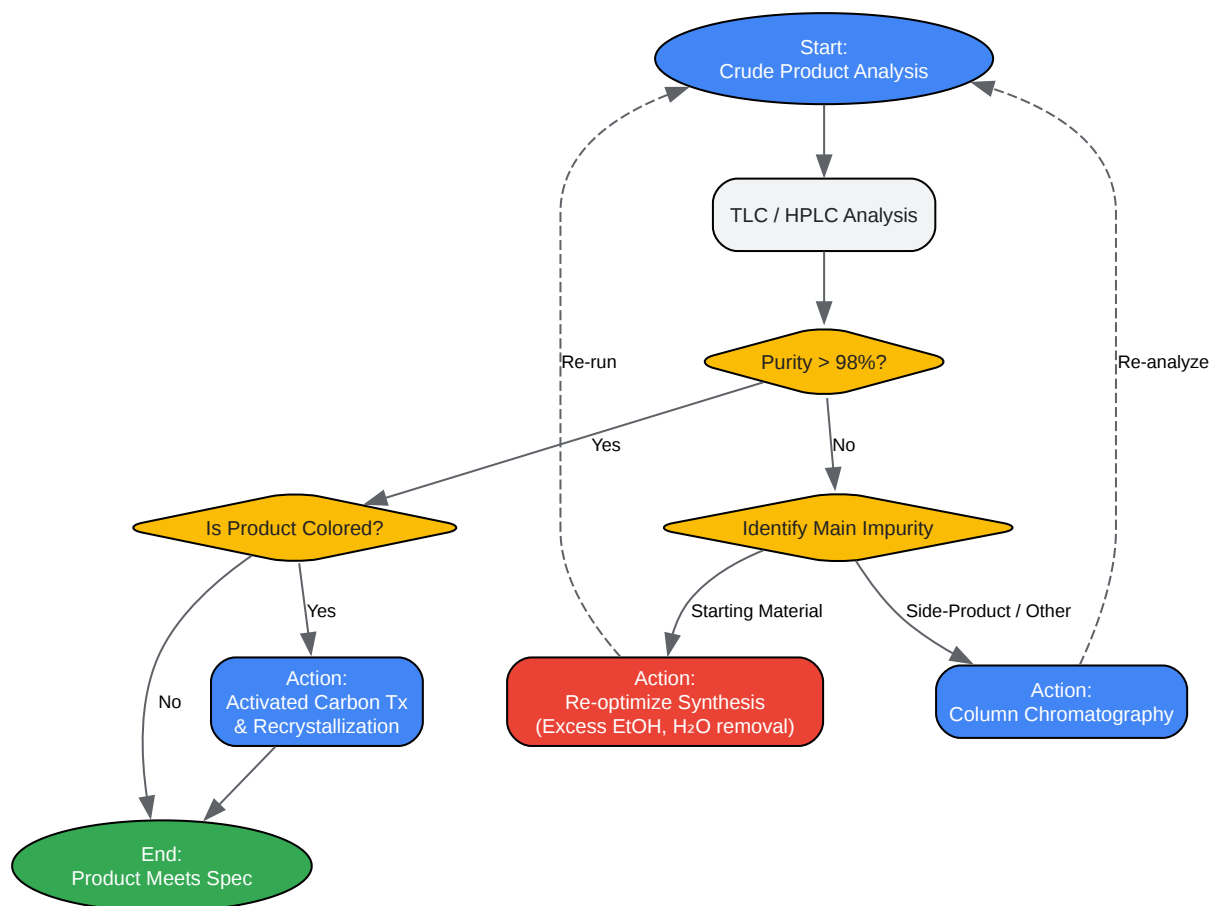 Start:
Crude Product Analysis
TLC / HPLC Analysis
Purity > 98%?
Re-run
Re-analyze
Yes
No
Is Product Colored?
Identify Main Impurity
Yes
Starting Material
Side-Product / Other
No
Action:
Activated Carbon Tx
& Recrystallization
Action:
Re-optimize Synthesis
(Excess EtOH, H₂O removal)
Action:
Column Chromatography
End:
Product Meets Spec